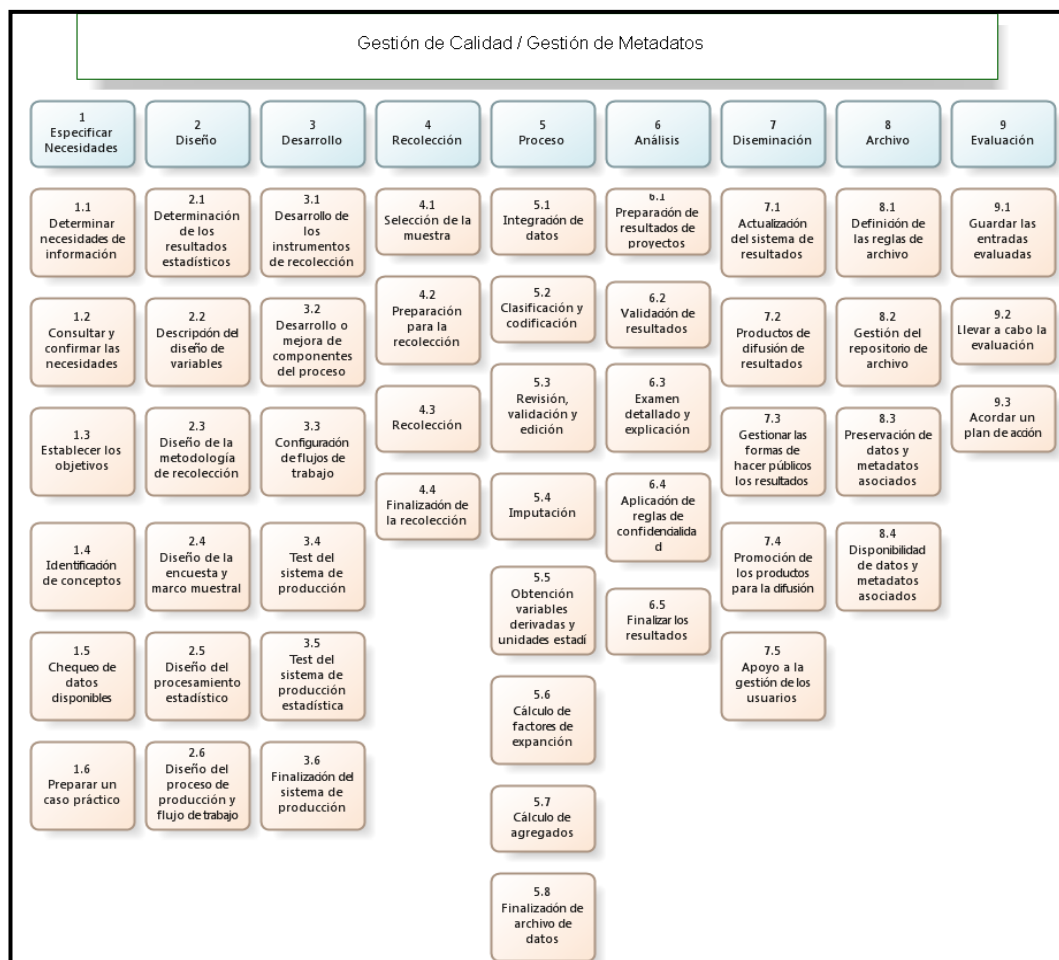 Gestión de Calidad / Gestión de Metadatos
1
Especificar
Necesidades
2
Diseño
3
Desarrollo
4
Recolección
5
Proceso
6
Análisis
7
Diseminación
8
Archivo
9
Evaluación
1.1
Determinar
necesidades de
información
1.2
Consultar y
confirmar las
necesidades
1.3
Establecer los
objetivos
1.4
Identificación
de conceptos
1.5
Chequeo de
datos
disponibles
1.6
Preparar un
caso práctico
2.1
Determinación
de los
resultados
estadísticos
2.2
Descripción del
diseño de
variables
2.3
Diseño de la
metodología
de recolección
2.4
Diseño de la
encuesta y
marco muestral
2.5
Diseño del
procesamiento
estadístico
2.6
Diseño del
proceso de
producción y
flujo de trabajo
3.1
Desarrollo de
los
instrumentos
de recolección
3.2
Desarrollo o
mejora de
componentes
del proceso
3.3
Configuración
de flujos de
trabajo
3.4
Test del
sistema de
producción
3.5
Test del
sistema de
producción
estadística
3.6
Finalización del
sistema de
producción
4.1
Selección de la
muestra
4.2
Preparación
para la
recolección
4.3
Recolección
4.4
Finalización de
la recolección
5.1
Integración de
datos
5.2
Clasificación y
codificación
5.3
Revisión,
validación y
edición
5.4
Imputación
5.5
Obtención
variables
derivadas y
unidades estadí
5.6
Cálculo de
factores de
expanción
5.7
Cálculo de
agregados
5.8
Finalización de
archivo de
datos
6.1
Preparación de
resultados de
proyectos
6.2
Validación de
resultados
6.3
Examen
detallado y
explicación
6.4
Aplicación de
reglas de
confidencialida
d
6.5
Finalizar los
resultados
7.1
Actualización
del sistema de
resultados
7.2
Productos de
difusión de
resultados
7.3
Gestionar las
formas de
hacer públicos
los resultados
7.4
Promoción de
los productos
para la difusión
7.5
Apoyo a la
gestión de los
usuarios
8.1
Definición de
las reglas de
archivo
8.2
Gestión del
repositorio de
archivo
8.3
Preservación de
datos y
metadatos
asociados
8.4
Disponibilidad
de datos y
metadatos
asociados
9.1
Guardar las
entradas
evaluadas
9.2
Llevar a cabo la
evaluación
9.3
Acordar un
plan de acción